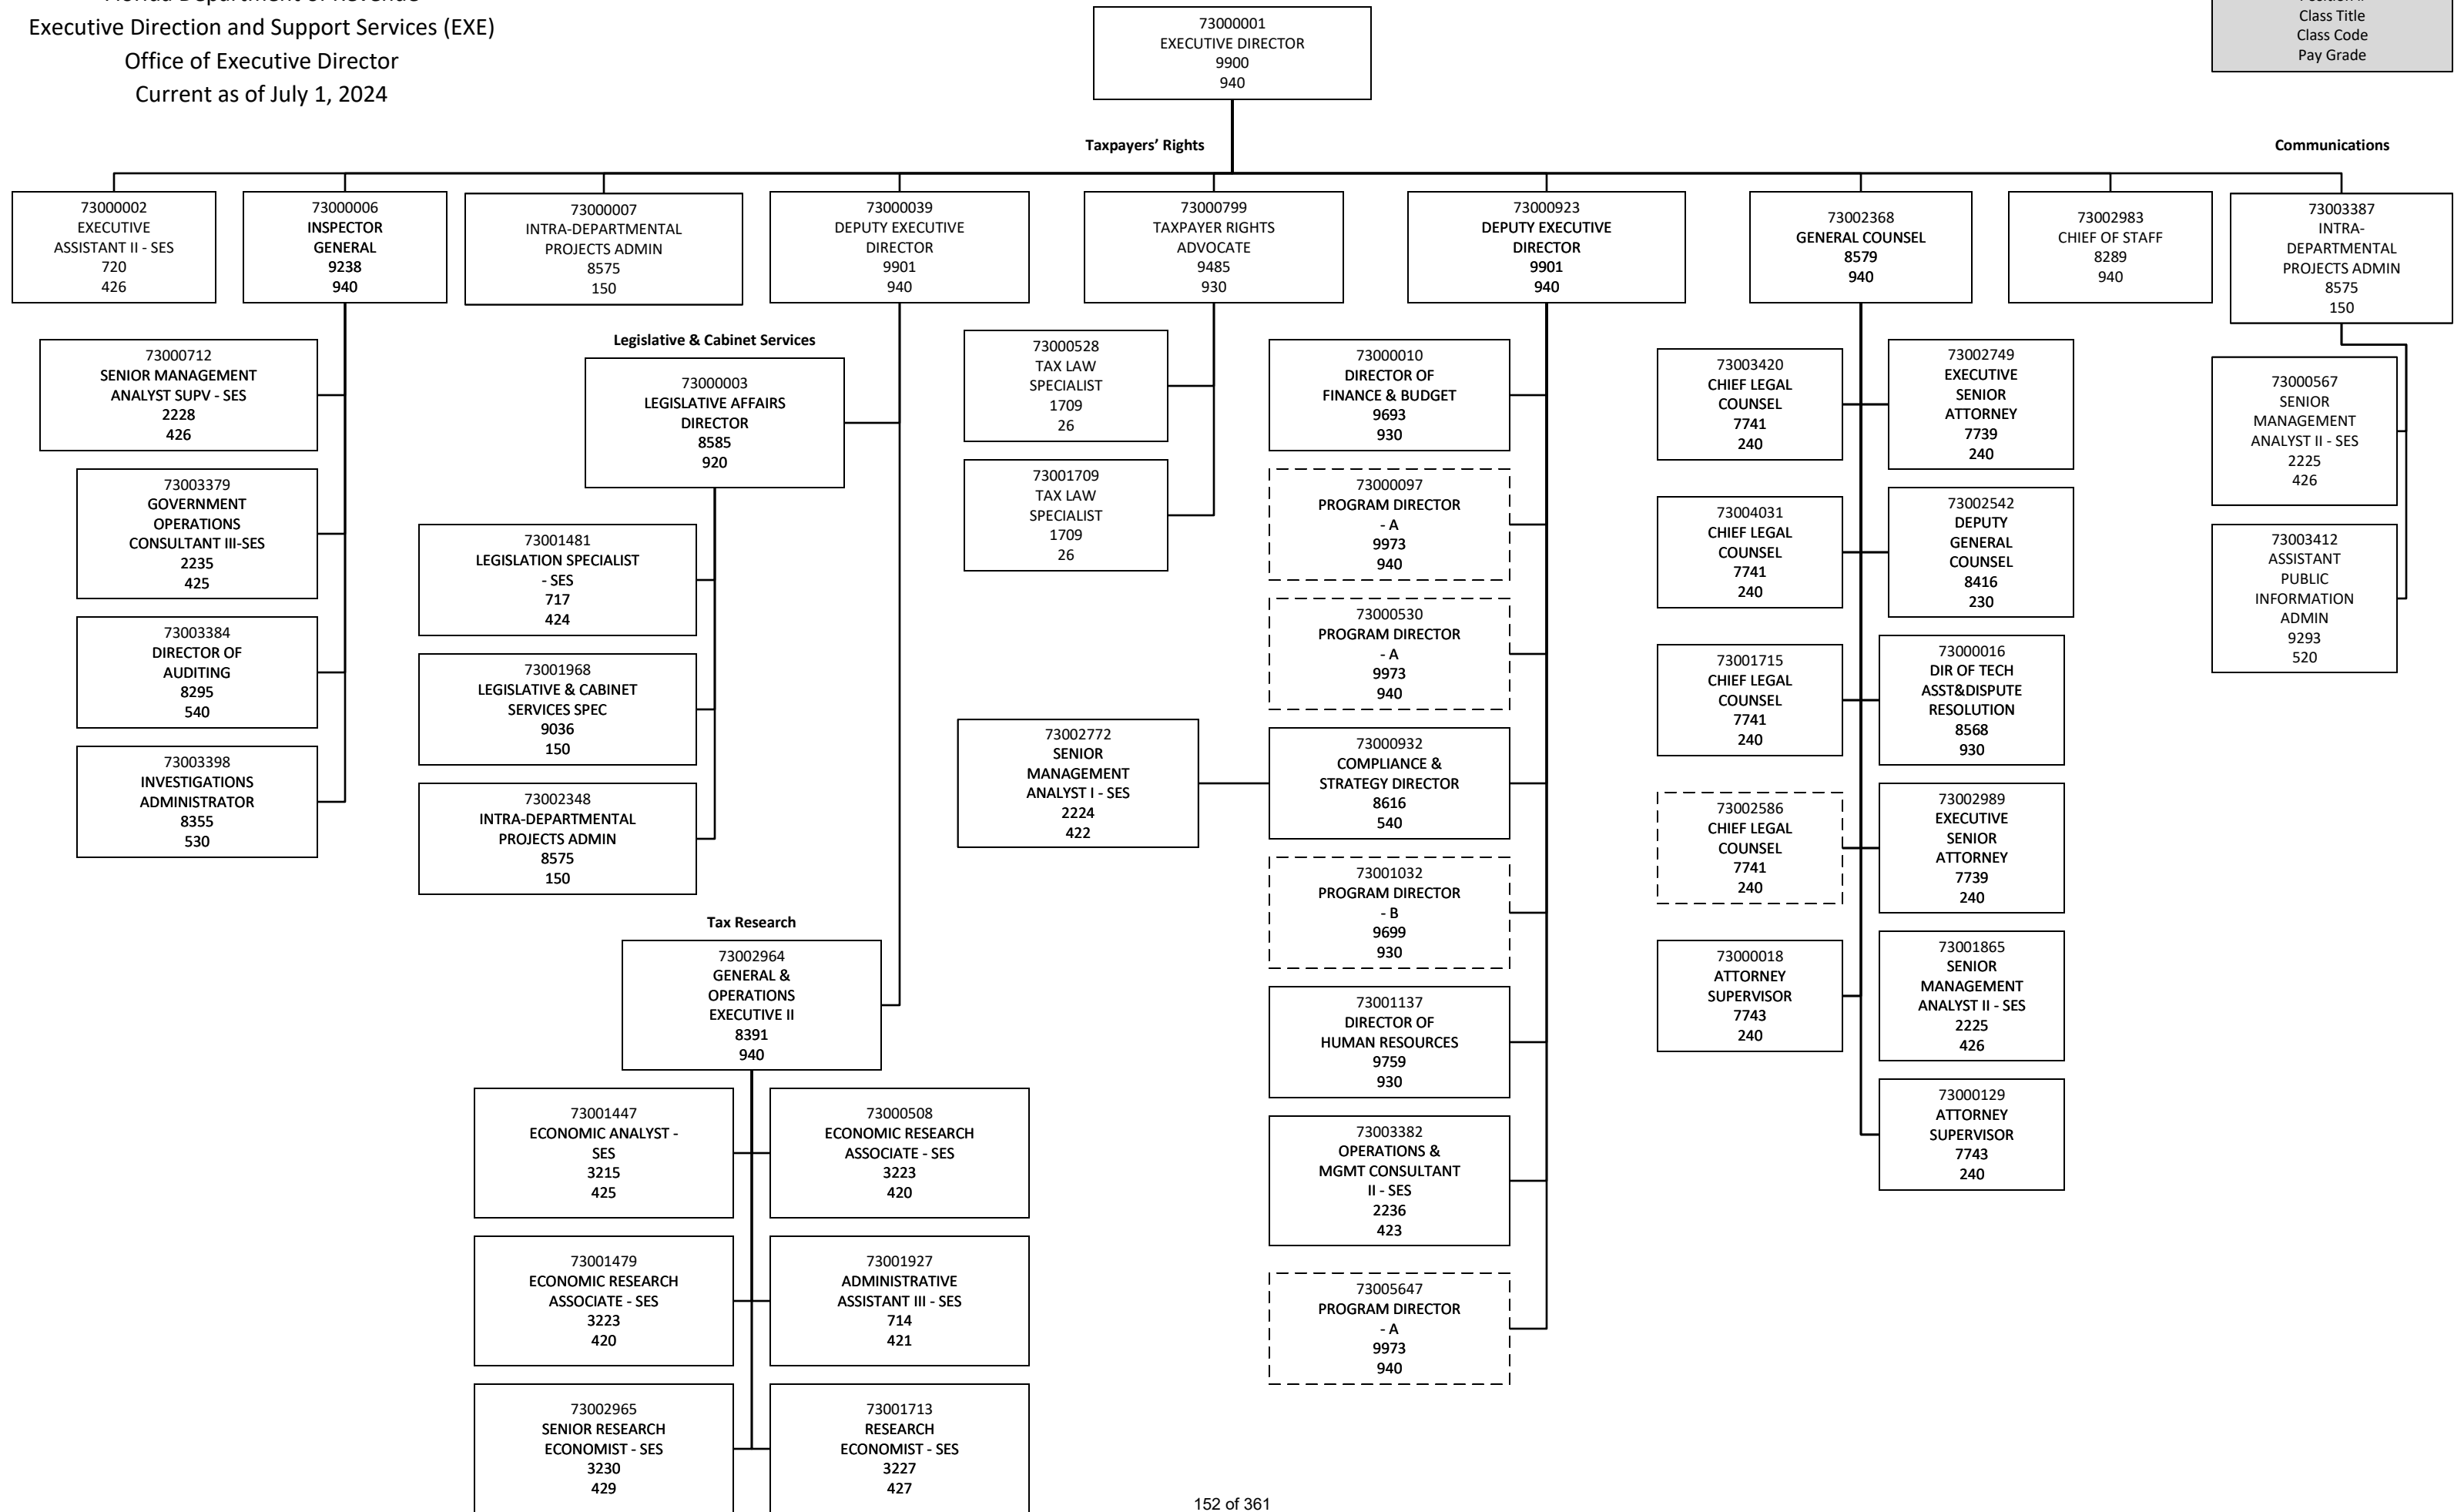 Executive Direction and Support Services (EXE)
Office of Executive Director
Current as of July 1, 2024
Class Title
Class Code
Pay Grade
73000001
EXECUTIVE DIRECTOR
9900
940
Taxpayers’ Rights
Communications
73000002
EXECUTIVE
ASSISTANT II - SES
720
426
73000006
INSPECTOR
GENERAL
9238
940
73000007
INTRA-DEPARTMENTAL
PROJECTS ADMIN
8575
150
73000039
DEPUTY EXECUTIVE
DIRECTOR
9901
940
73000799
TAXPAYER RIGHTS
ADVOCATE
9485
930
73000923
DEPUTY EXECUTIVE
DIRECTOR
9901
940
73002368
GENERAL COUNSEL
8579
940
73002983
CHIEF OF STAFF
8289
940
73003387
INTRA-
DEPARTMENTAL
PROJECTS ADMIN
8575
150
73000712
SENIOR MANAGEMENT
ANALYST SUPV - SES
2228
426
73003379
GOVERNMENT
OPERATIONS
CONSULTANT III-SES
2235
425
73003384
DIRECTOR OF
AUDITING
8295
540
73003398
INVESTIGATIONS
ADMINISTRATOR
8355
530
Legislative & Cabinet Services
73000003
LEGISLATIVE AFFAIRS
DIRECTOR
8585
920
73001481
LEGISLATION SPECIALIST
- SES
717
424
73001968
LEGISLATIVE & CABINET
SERVICES SPEC
9036
150
73002348
INTRA-DEPARTMENTAL
PROJECTS ADMIN
8575
150
Tax Research
73002964
GENERAL &
OPERATIONS
EXECUTIVE II
8391
940
73001447
ECONOMIC ANALYST -
SES
3215
425
73000508
ECONOMIC RESEARCH
ASSOCIATE - SES
3223
420
73001479
ECONOMIC RESEARCH
ASSOCIATE - SES
3223
420
73001927
ADMINISTRATIVE
ASSISTANT III - SES
714
421
73002965
SENIOR RESEARCH
ECONOMIST - SES
3230
429
73001713
RESEARCH
ECONOMIST - SES
3227
427
73000528
TAX LAW
SPECIALIST
1709
26
73001709
TAX LAW
SPECIALIST
1709
26
73000010
DIRECTOR OF
FINANCE & BUDGET
9693
930
73000097
PROGRAM DIRECTOR
- A
9973
940
73000530
PROGRAM DIRECTOR
- A
9973
940
73002772
SENIOR
MANAGEMENT
ANALYST I - SES
2224
422
73000932
COMPLIANCE &
STRATEGY DIRECTOR
8616
540
73001032
PROGRAM DIRECTOR
- B
9699
930
73001137
DIRECTOR OF
HUMAN RESOURCES
9759
930
73003382
OPERATIONS &
MGMT CONSULTANT
II - SES
2236
423
73005647
PROGRAM DIRECTOR
- A
9973
940
73003420
CHIEF LEGAL
COUNSEL
7741
240
73002749
EXECUTIVE
SENIOR
ATTORNEY
7739
240
73004031
CHIEF LEGAL
COUNSEL
7741
240
73002542
DEPUTY
GENERAL
COUNSEL
8416
230
73001715
CHIEF LEGAL
COUNSEL
7741
240
73000016
DIR OF TECH
ASST&DISPUTE
RESOLUTION
8568
930
73002586
CHIEF LEGAL
COUNSEL
7741
240
73002989
EXECUTIVE
SENIOR
ATTORNEY
7739
240
73000018
ATTORNEY
SUPERVISOR
7743
240
73001865
SENIOR
MANAGEMENT
ANALYST II - SES
2225
426
73000129
ATTORNEY
SUPERVISOR
7743
240
73000567
SENIOR
MANAGEMENT
ANALYST II - SES
2225
426
73003412
ASSISTANT
PUBLIC
INFORMATION
ADMIN
9293
520
152 of 361